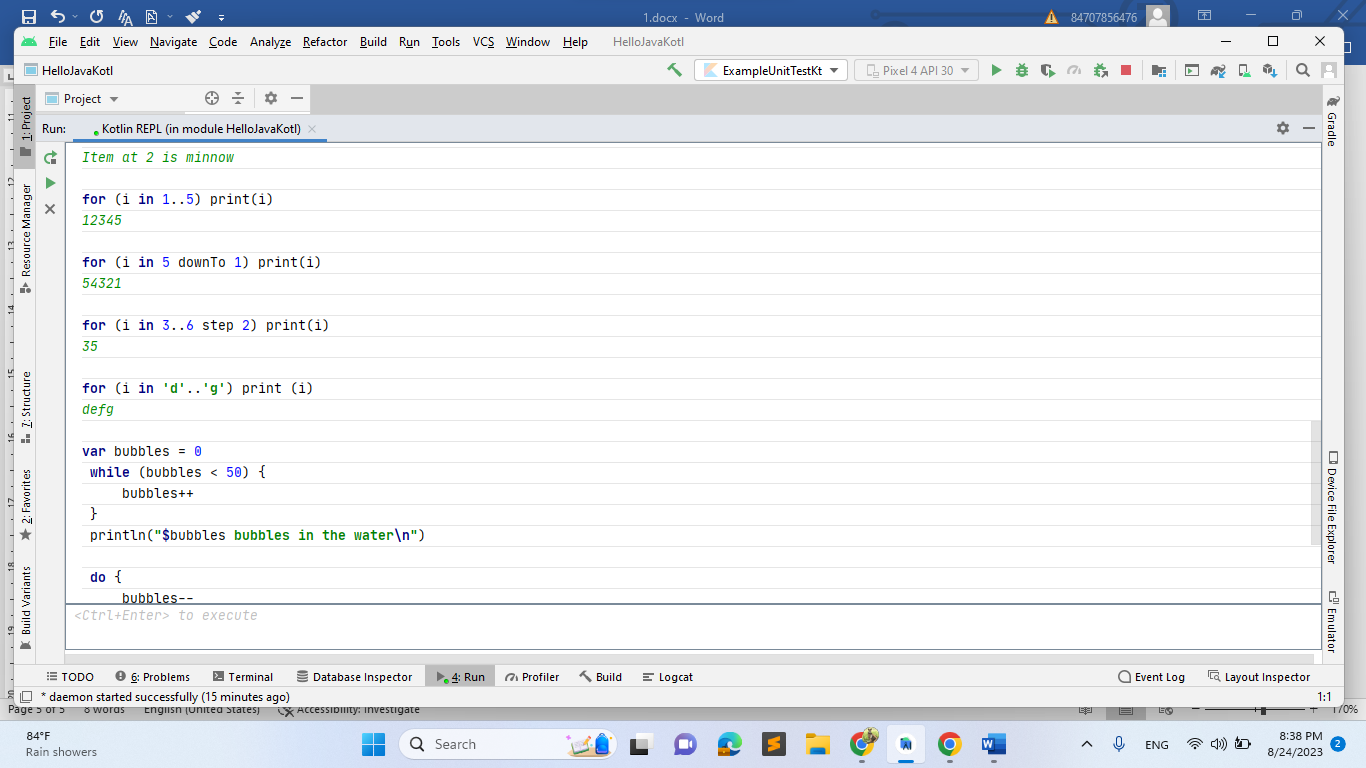 1.docx - Word
84707856476
File Edit View Navigate Code Analyze Refactor Build Run Tools VCS Window Help HelloJavaKotl
HelloJavaKotl
ExampleUnitTestKt
Pixel 4 API 30
1: Project
Project
Gradle
Run: Kotlin REPL (in module HelloJavaKotl)
Resource Manager
7: Structure
2: Favorites
Build Variants
Item at 2 is minnow
for (i in 1..5) print(i)
12345
for (i in 5 downTo 1) print(i)
54321
for (i in 3..6 step 2) print(i)
35
for (i in 'd'..'g') print (i)
defg
var bubbles = 0
while (bubbles < 50) {
bubbles++
}
println("$bubbles bubbles in the water\n")
do {
bubbles--
<Ctrl+Enter> to execute
Device File Explorer
Emulator
TODO 6: Problems Terminal Database Inspector 4: Run Profiler Build Logcat Event Log Layout Inspector
* daemon started successfully (15 minutes ago) 1:1
Page 5 of 5 8 words English (United States) Accessibility: Investigate 170%
84°F
Rain showers
Search
ENG
8:38 PM
8/24/2023
2